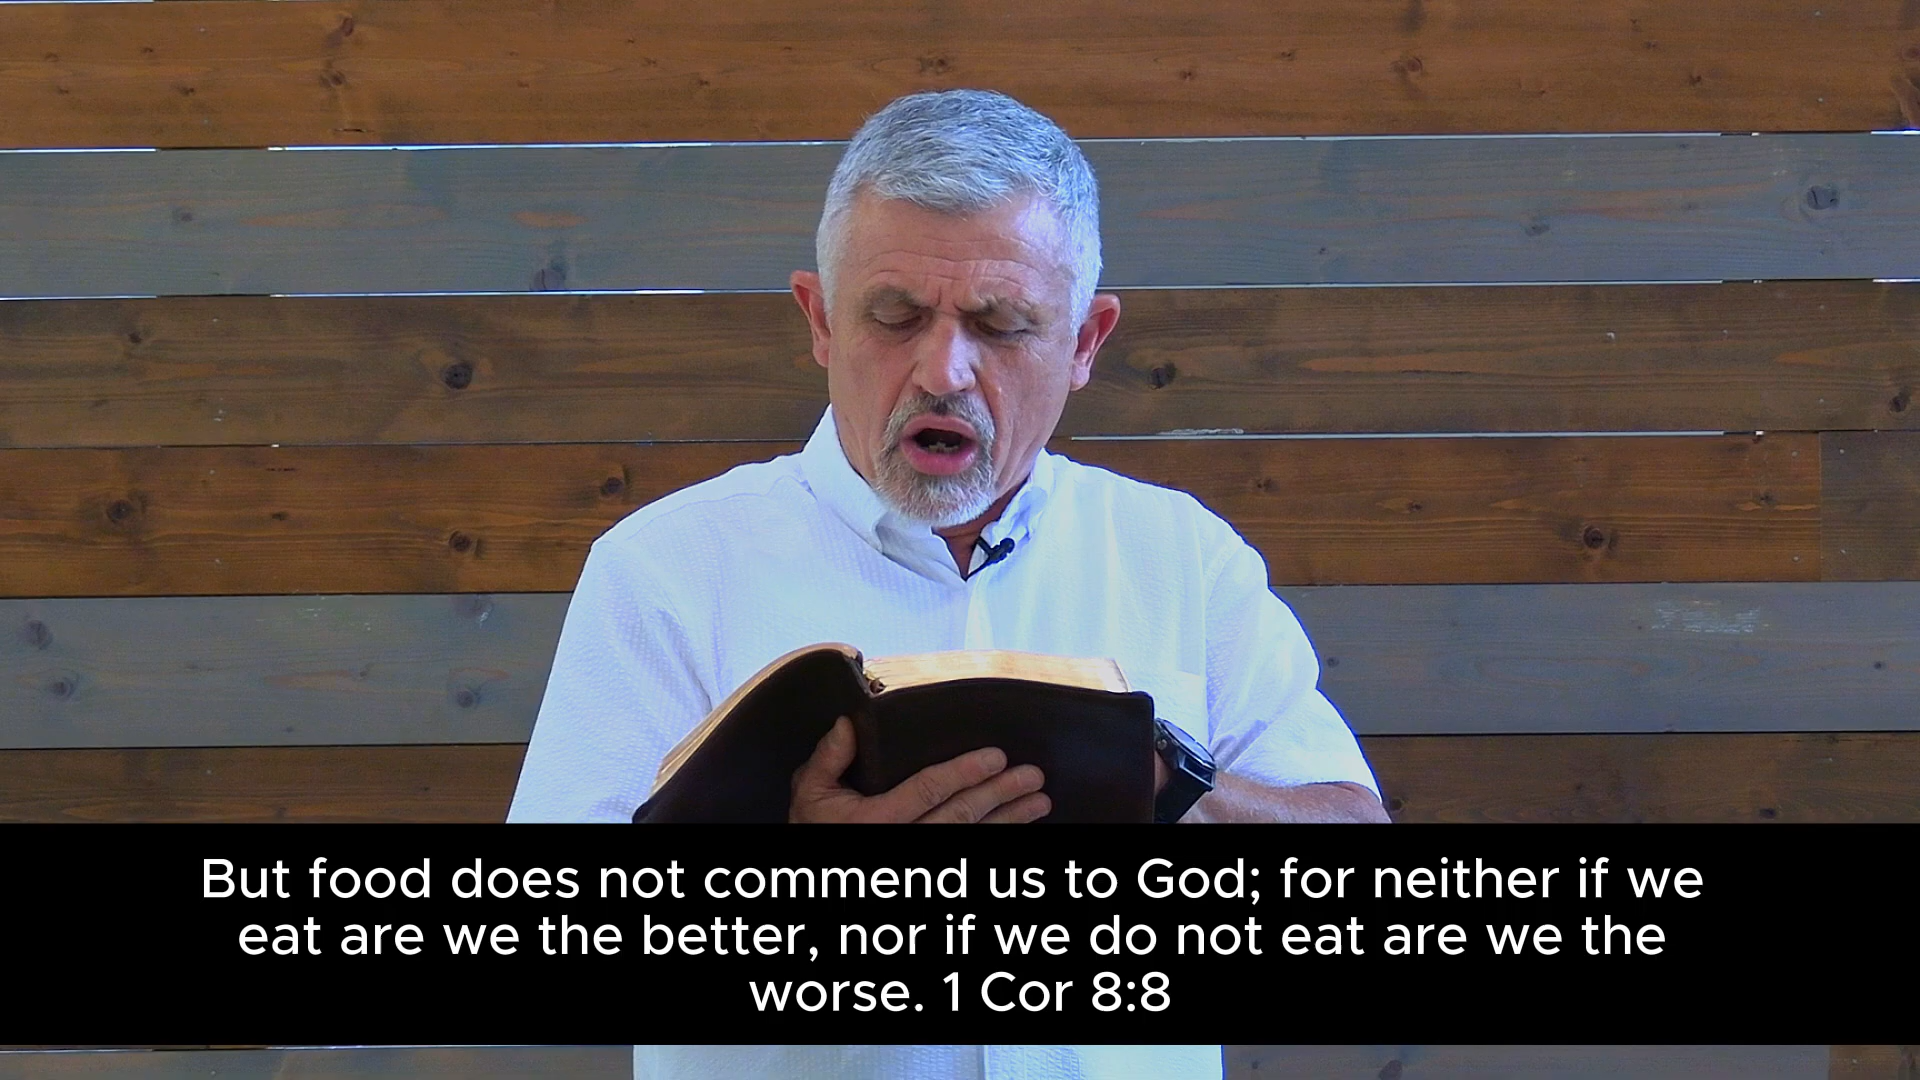 But food does not commend us to God; for neither if we
eat are we the better, nor if we do not eat are we the
worse. 1 Cor 8:8